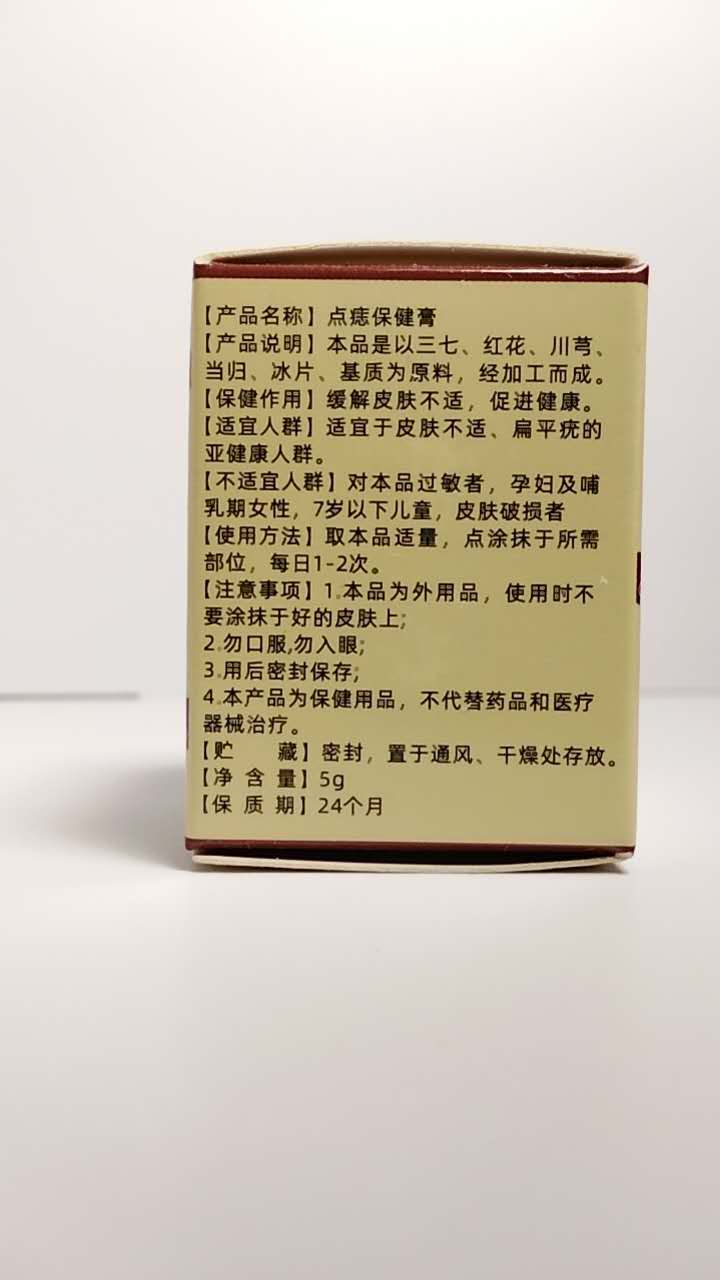 【产品名称】点痣保健膏
【产品说明】本品是以三七、红花、川芎、
当归、冰片、基质为原料，经加工而成。
【保健作用】缓解皮肤不适，促进健康。
【适宜人群】适宜于皮肤不适、扁平疣的
亚健康人群。
【不适宜人群】对本品过敏者，孕妇及哺
乳期女性，7岁以下儿童，皮肤破损者
【使用方法】取本品适量，点涂抹于所需
部位，每日1-2次。
【注意事项】1.本品为外用品，使用时不
要涂抹于好的皮肤上;
2.勿口服,勿入眼;
3.用后密封保存;
4.本产品为保健用品，不代替药品和医疗
器械治疗。
【贮 藏】密封，置于通风、干燥处存放。
【净 含 量】5g
【保 质 期】24个月